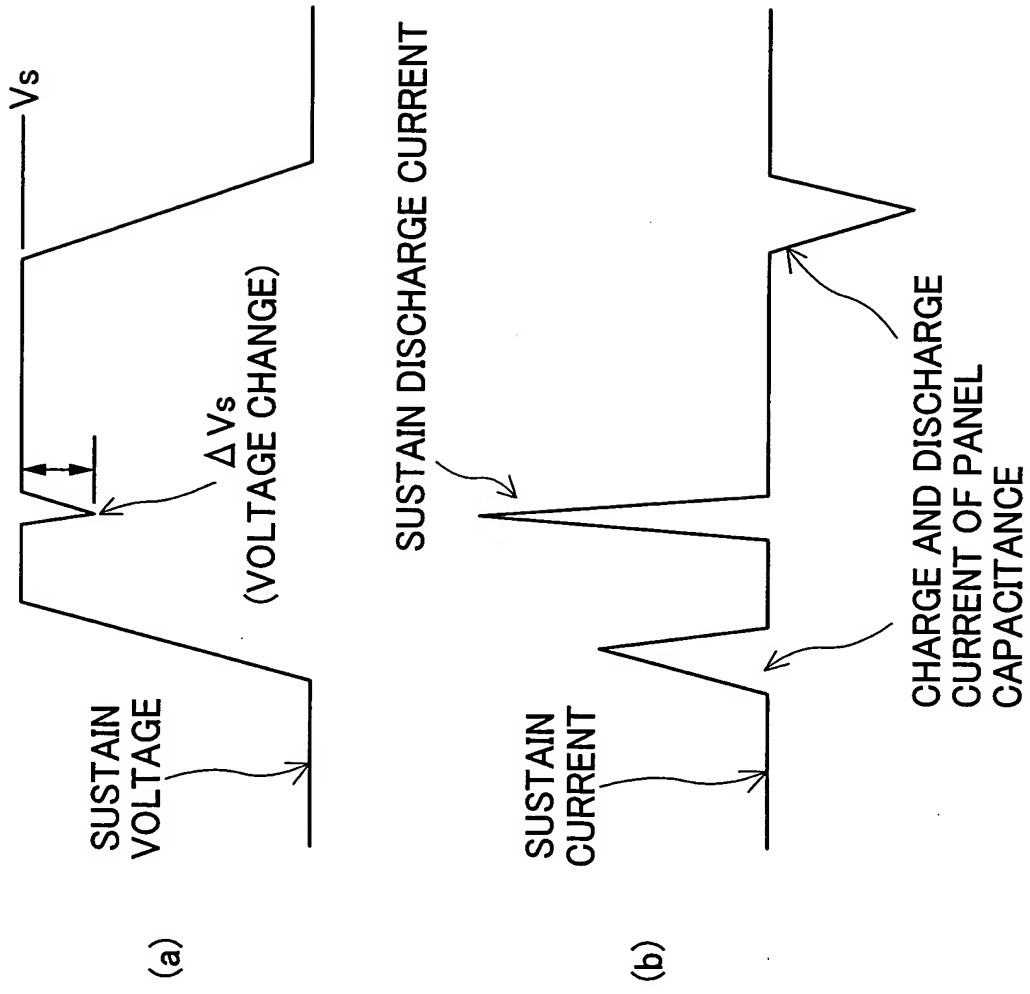 (a)
SUSTAIN
VOLTAGE
ΔVs
(VOLTAGE CHANGE)
Vs
(b)
SUSTAIN
CURRENT
SUSTAIN DISCHARGE CURRENT
CHARGE AND DISCHARGE
CURRENT OF PANEL
CAPACITANCE